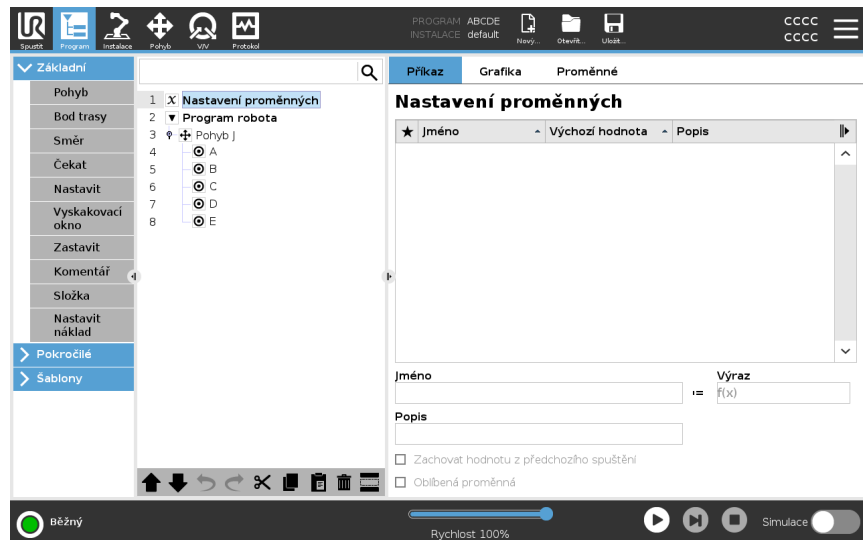 PROGRAM ABCDE
INSTALACE default
Spustit
Program
Instalace
Pohyb
V/V
Protokol
Nový...
Otevřít...
Uložit...
CCCC
CCCC
Základní
Pohyb
Bod trasy
Směr
Čekat
Nastavit
Vyskakovací
okno
Zastavit
Komentář
Složka
Nastavit
náklad
Pokročilé
Šablony
1 X Nastavení proměnných
2 ▼ Program robota
3 Pohyb J
4 A
5 B
6 C
7 D
8 E
Příkaz Grafika Proměnné
Nastavení proměnných
★ Jméno Výchozí hodnota Popis
Jméno Výraz
:= f(x)
Popis
Zachovat hodnotu z předchozího spuštění
Oblíbená proměnná
Běžný
Rychlost 100%
Simulace